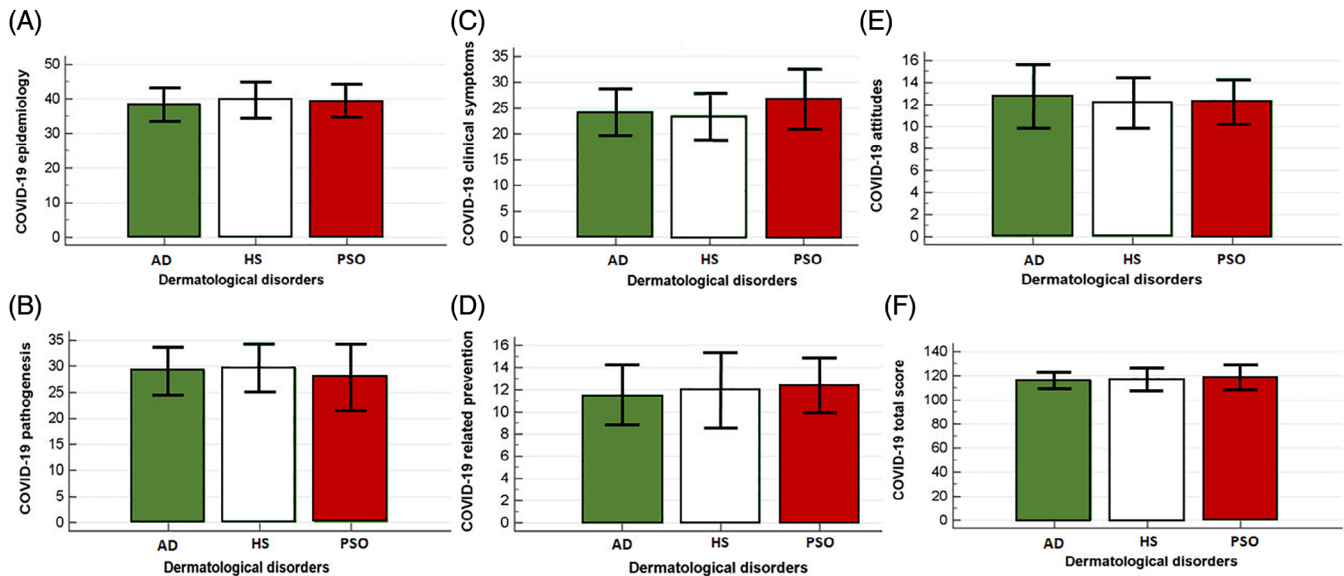 (A)
COVID-19 epidemiology
50
40
30
20
10
0
AD HS PSO
Dermatological disorders
(B)
COVID-19 pathogenesis
35
30
25
20
15
10
5
0
AD HS PSO
Dermatological disorders
(C)
COVID-19 clinical symptoms
35
30
25
20
15
10
5
0
AD HS PSO
Dermatological disorders
(D)
COVID-19 related prevention
16
14
12
10
8
6
4
2
0
AD HS PSO
Dermatological disorders
(E)
COVID-19 attitudes
16
14
12
10
8
6
4
2
0
AD HS PSO
Dermatological disorders
(F)
COVID-19 total score
140
120
100
80
60
40
20
0
AD HS PSO
Dermatological disorders